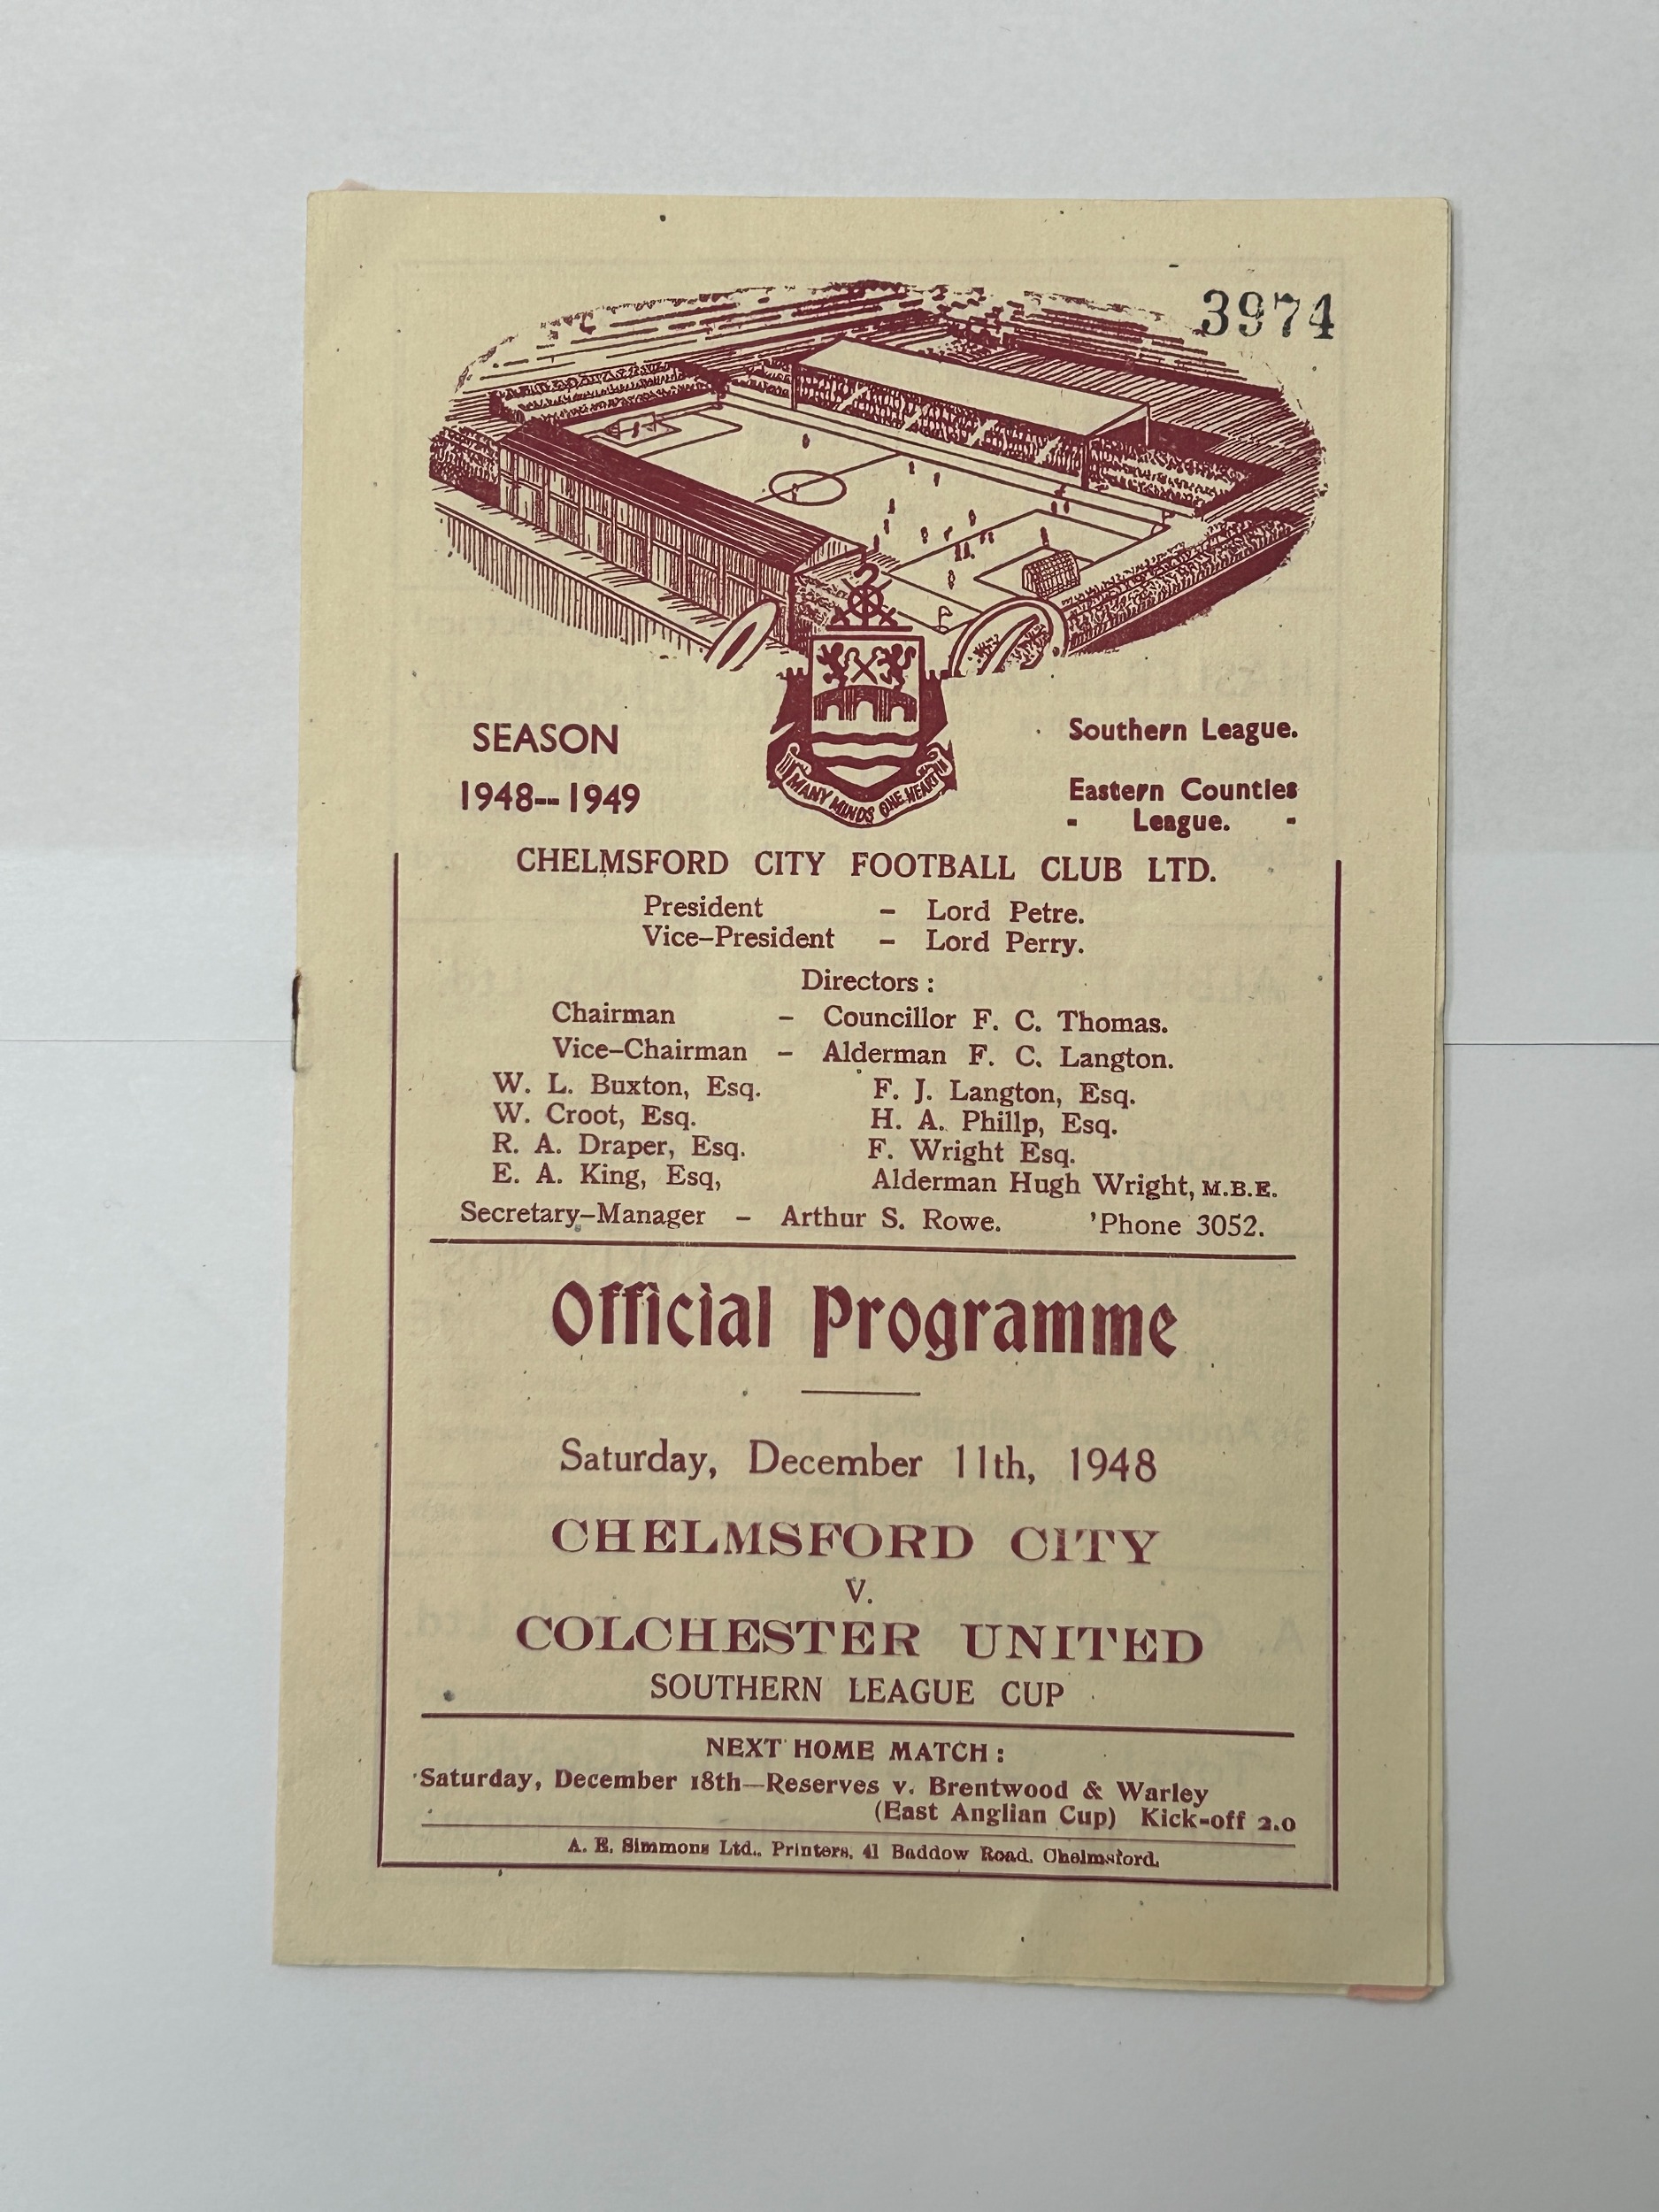 3974
SEASON
1948--1949
MANY MINDS ONE HEART
Southern League.
Eastern Counties
- League. -
CHELMSFORD CITY FOOTBALL CLUB LTD.
President - Lord Petre.
Vice-President - Lord Perry.
Directors :
Chairman - Councillor F. C. Thomas.
Vice-Chairman - Alderman F. C. Langton.
W. L. Buxton, Esq. F. J. Langton, Esq.
W. Croot, Esq. H. A. Phillp, Esq.
R. A. Draper, Esq. F. Wright Esq.
E. A. King, Esq, Alderman Hugh Wright, M.B.E.
Secretary-Manager - Arthur S. Rowe. 'Phone 3052.
Official Programme
Saturday, December 11th, 1948
CHELMSFORD CITY
V.
COLCHESTER UNITED
SOUTHERN LEAGUE CUP
NEXT HOME MATCH :
Saturday, December 18th—Reserves v. Brentwood & Warley
(East Anglian Cup) Kick-off 2.0
A. E. Simmons Ltd., Printers, 41 Baddow Road, Chelmsford.